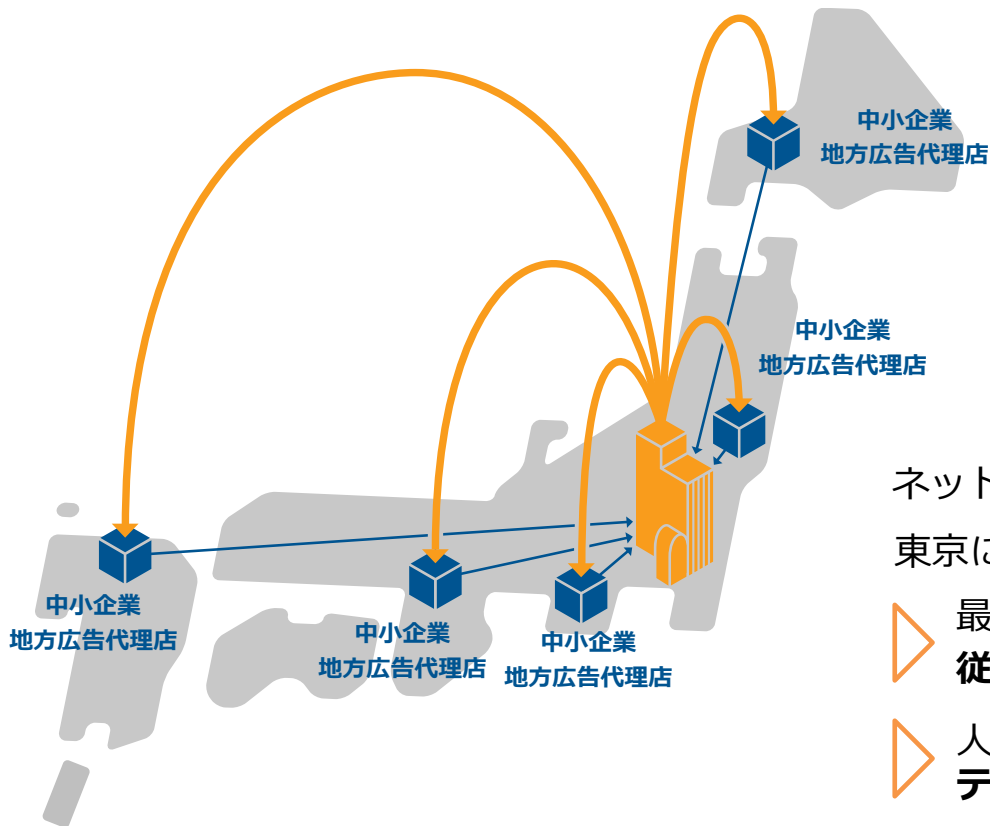 中小企業
地方広告代理店
中小企業
地方広告代理店
中小企業
地方広告代理店
中小企業
地方広告代理店
中小企業
地方広告代理店
ネット
東京に
最
従
人
テ